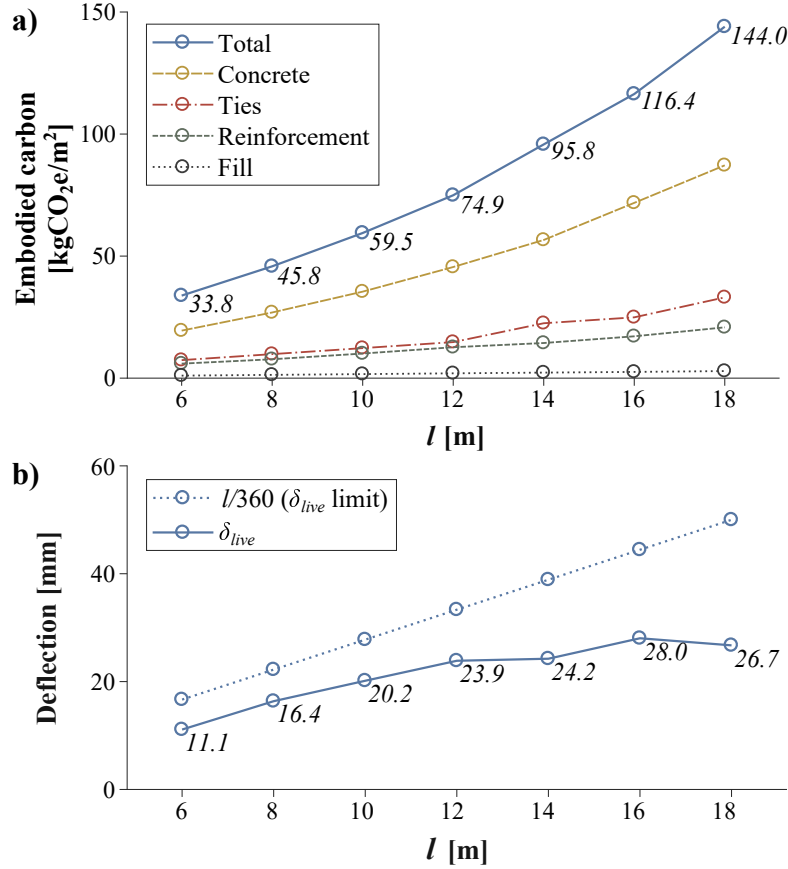 a)
150
100
50
0
Embodied carbon
[kgCO₂e/m²]
Total
Concrete
Ties
Reinforcement
Fill
33.8
45.8
59.5
74.9
95.8
116.4
144.0
6 8 10 12 14 16 18
l [m]
b)
60
40
20
0
Deflection [mm]
l/360 (δlive limit)
δlive
11.1
16.4
20.2
23.9
24.2
28.0
26.7
6 8 10 12 14 16 18
l [m]